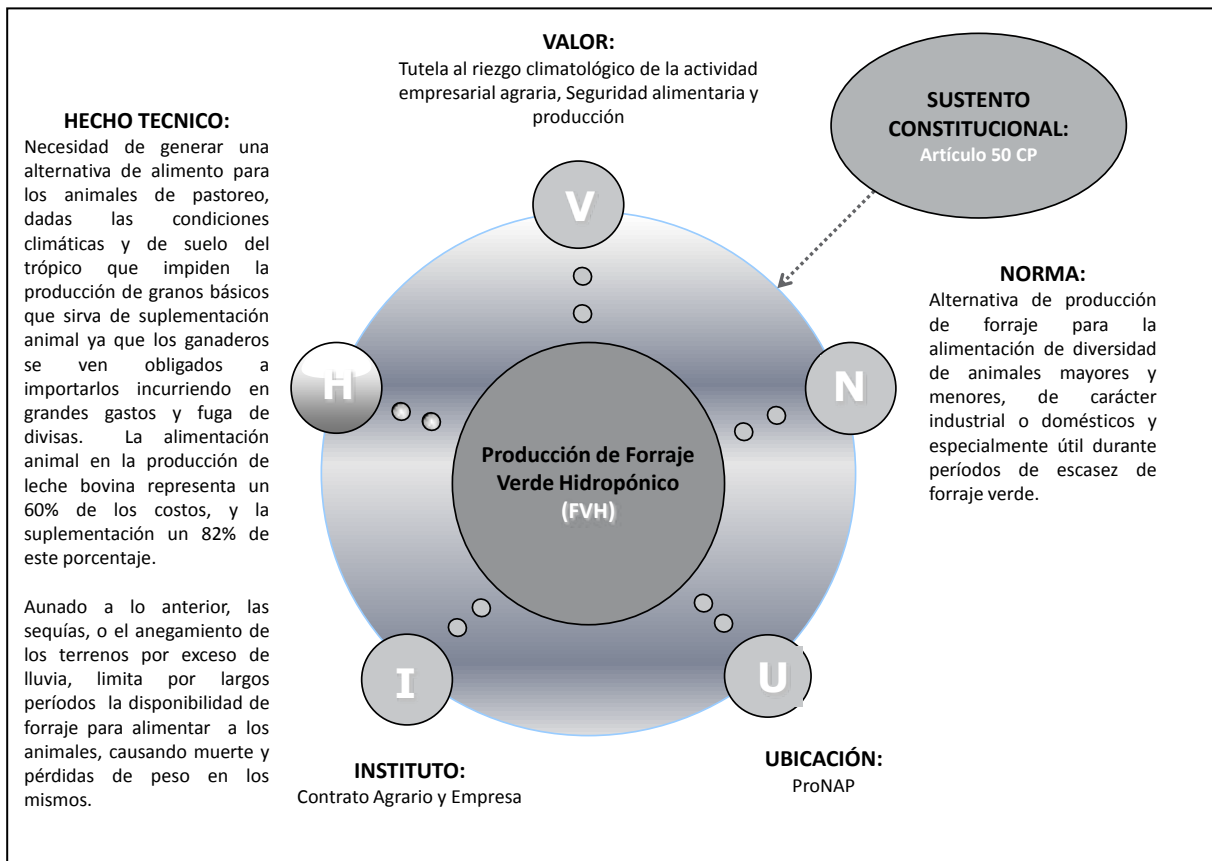 VALOR:
Tutela al riezgo climatológico de la actividad
empresarial agraria, Seguridad alimentaria y
producción
SUSTENTO
CONSTITUCIONAL:
Artículo 50 CP
HECHO TECNICO:
Necesidad de generar una
alternativa de alimento para
los animales de pastoreo,
dadas las condiciones
climáticas y de suelo del
trópico que impiden la
producción de granos básicos
que sirva de suplementación
animal ya que los ganaderos
se ven obligados a
importarlos incurriendo en
grandes gastos y fuga de
divisas. La alimentación
animal en la producción de
leche bovina representa un
60% de los costos, y la
suplementación un 82% de
este porcentaje.
Aunado a lo anterior, las
sequías, o el anegamiento de
los terrenos por exceso de
lluvia, limita por largos
períodos la disponibilidad de
forraje para alimentar a los
animales, causando muerte y
pérdidas de peso en los
mismos.
V
H
N
I
U
Producción de Forraje
Verde Hidropónico
(FVH)
NORMA:
Alternativa de producción
de forraje para la
alimentación de diversidad
de animales mayores y
menores, de carácter
industrial o domésticos y
especialmente útil durante
períodos de escasez de
forraje verde.
INSTITUTO:
Contrato Agrario y Empresa
UBICACIÓN:
ProNAP